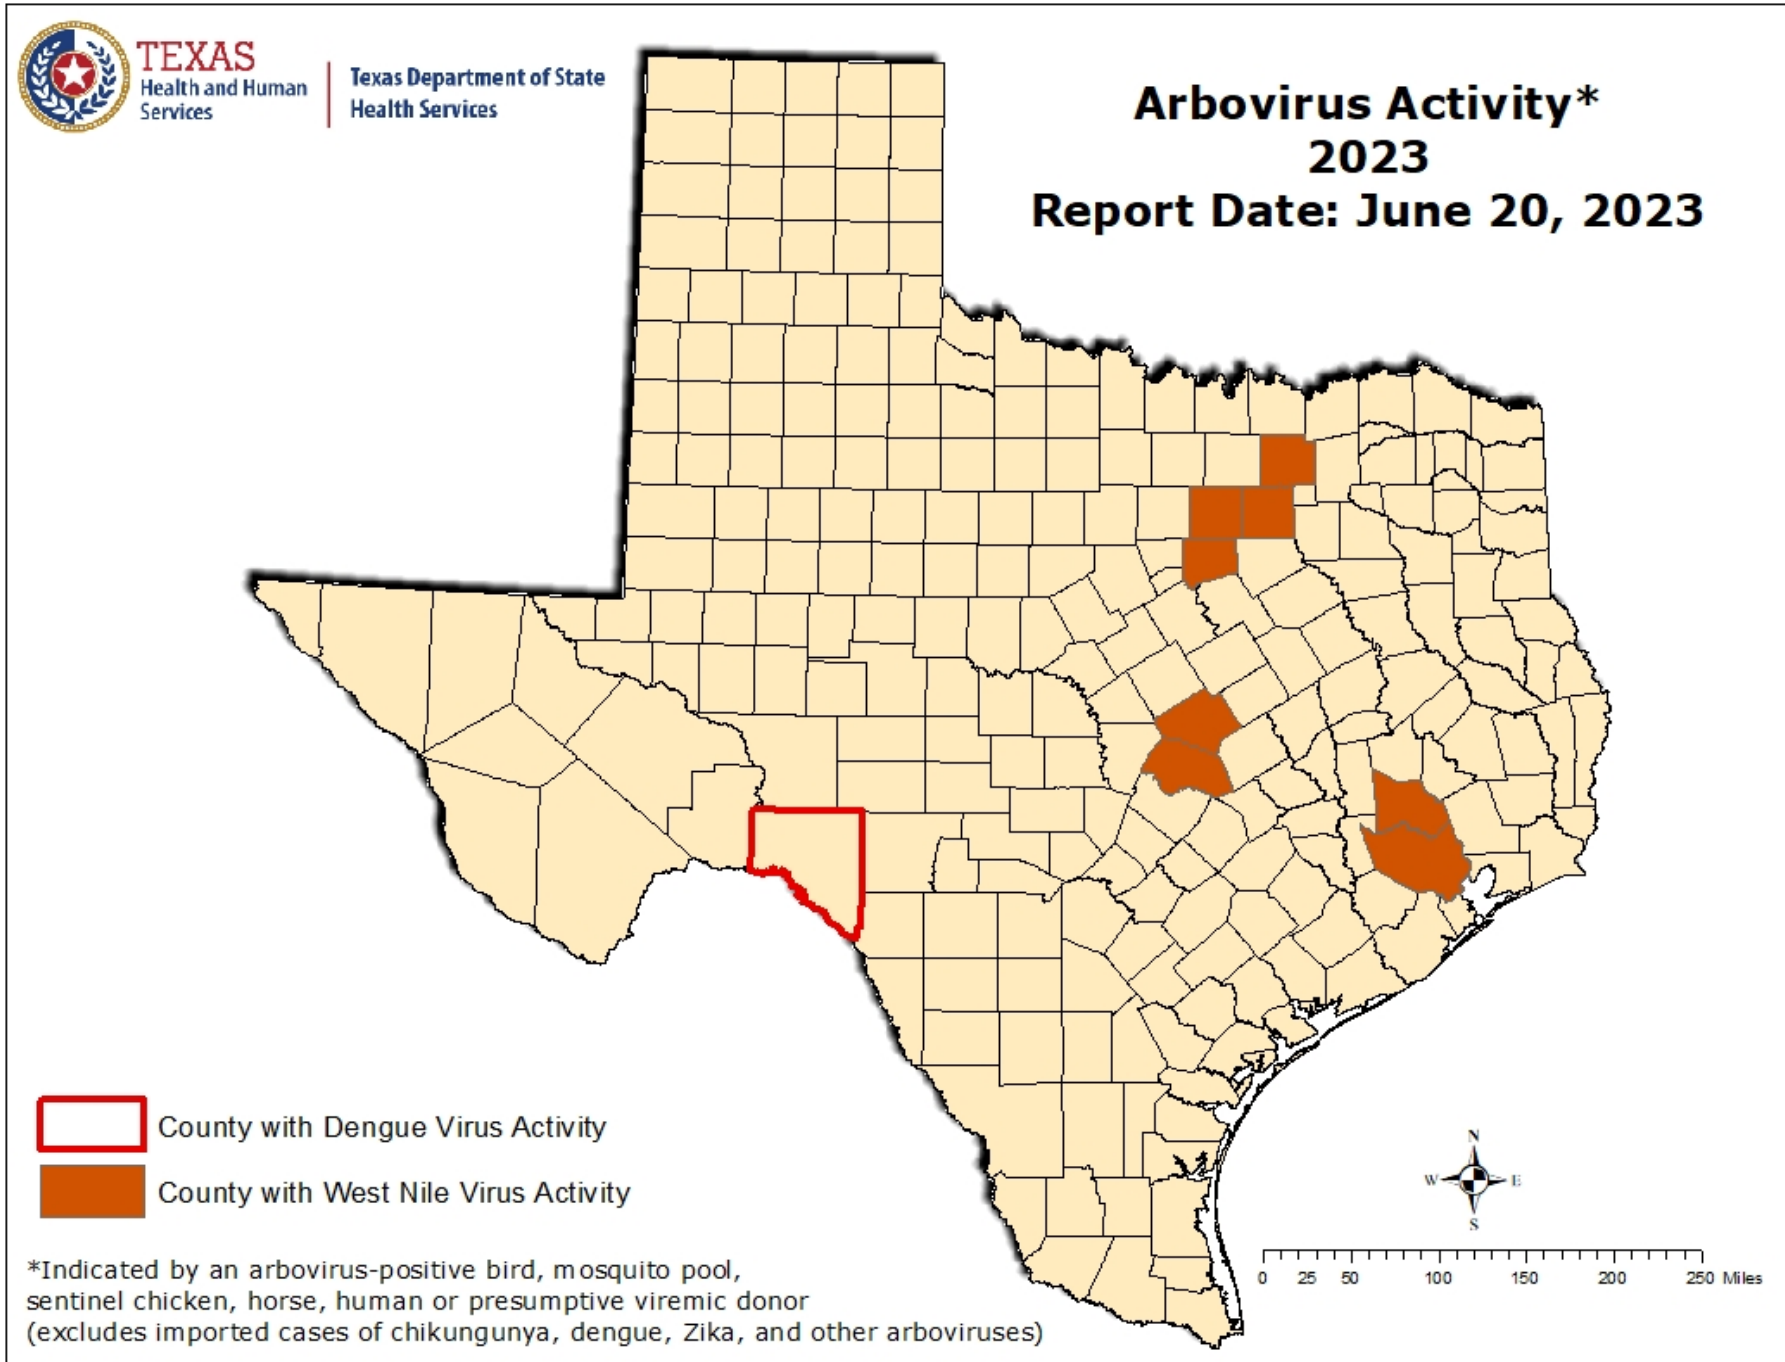 TEXAS
Health and Human
Services
Texas Department of State
Health Services
Arbovirus Activity*
2023
Report Date: June 20, 2023
County with Dengue Virus Activity
County with West Nile Virus Activity
*Indicated by an arbovirus-positive bird, mosquito pool,
sentinel chicken, horse, human or presumptive viremic donor
(excludes imported cases of chikungunya, dengue, Zika, and other arboviruses)
N
W E
S
0 25 50 100 150 200 250 Miles